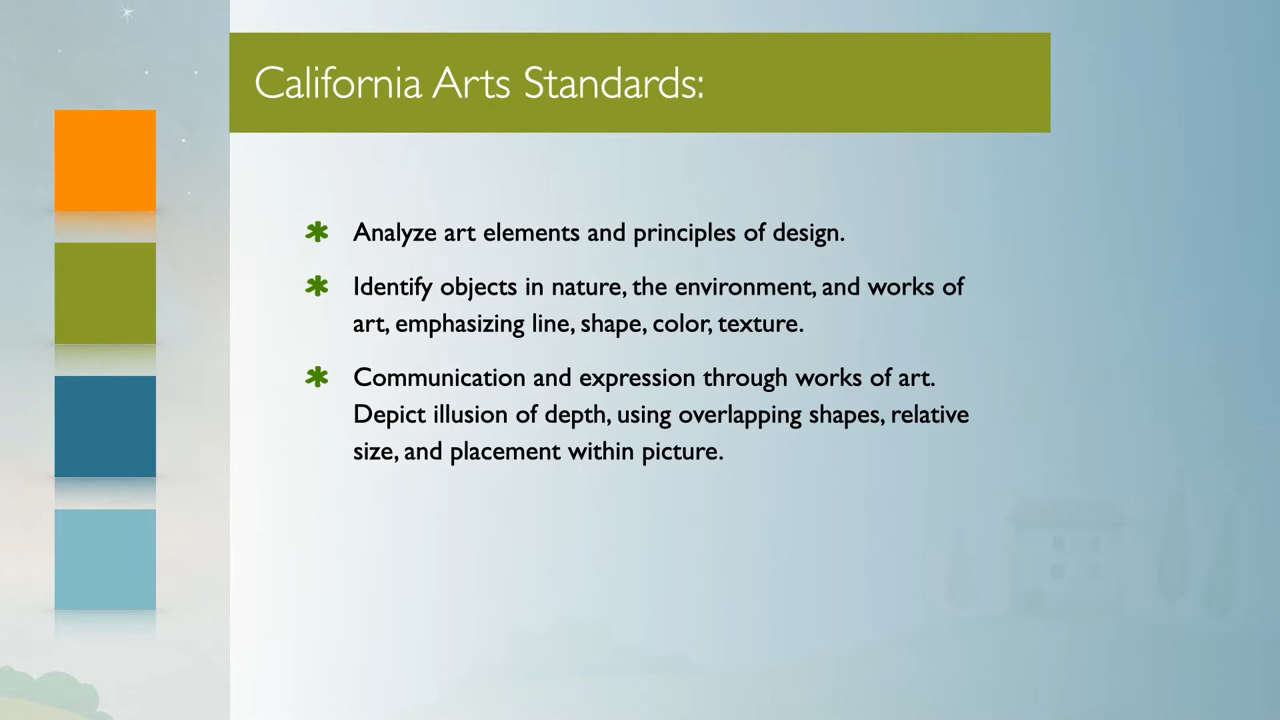 California Arts Standards:
Analyze art elements and principles of design.
Identify objects in nature, the environment, and works of
art, emphasizing line, shape, color, texture.
Communication and expression through works of art.
Depict illusion of depth, using overlapping shapes, relative
size, and placement within picture.